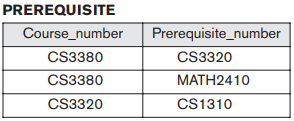 PREREQUISITE
Course_number Prerequisite_number
CS3380 CS3320
CS3380 MATH2410
CS3320 CS1310